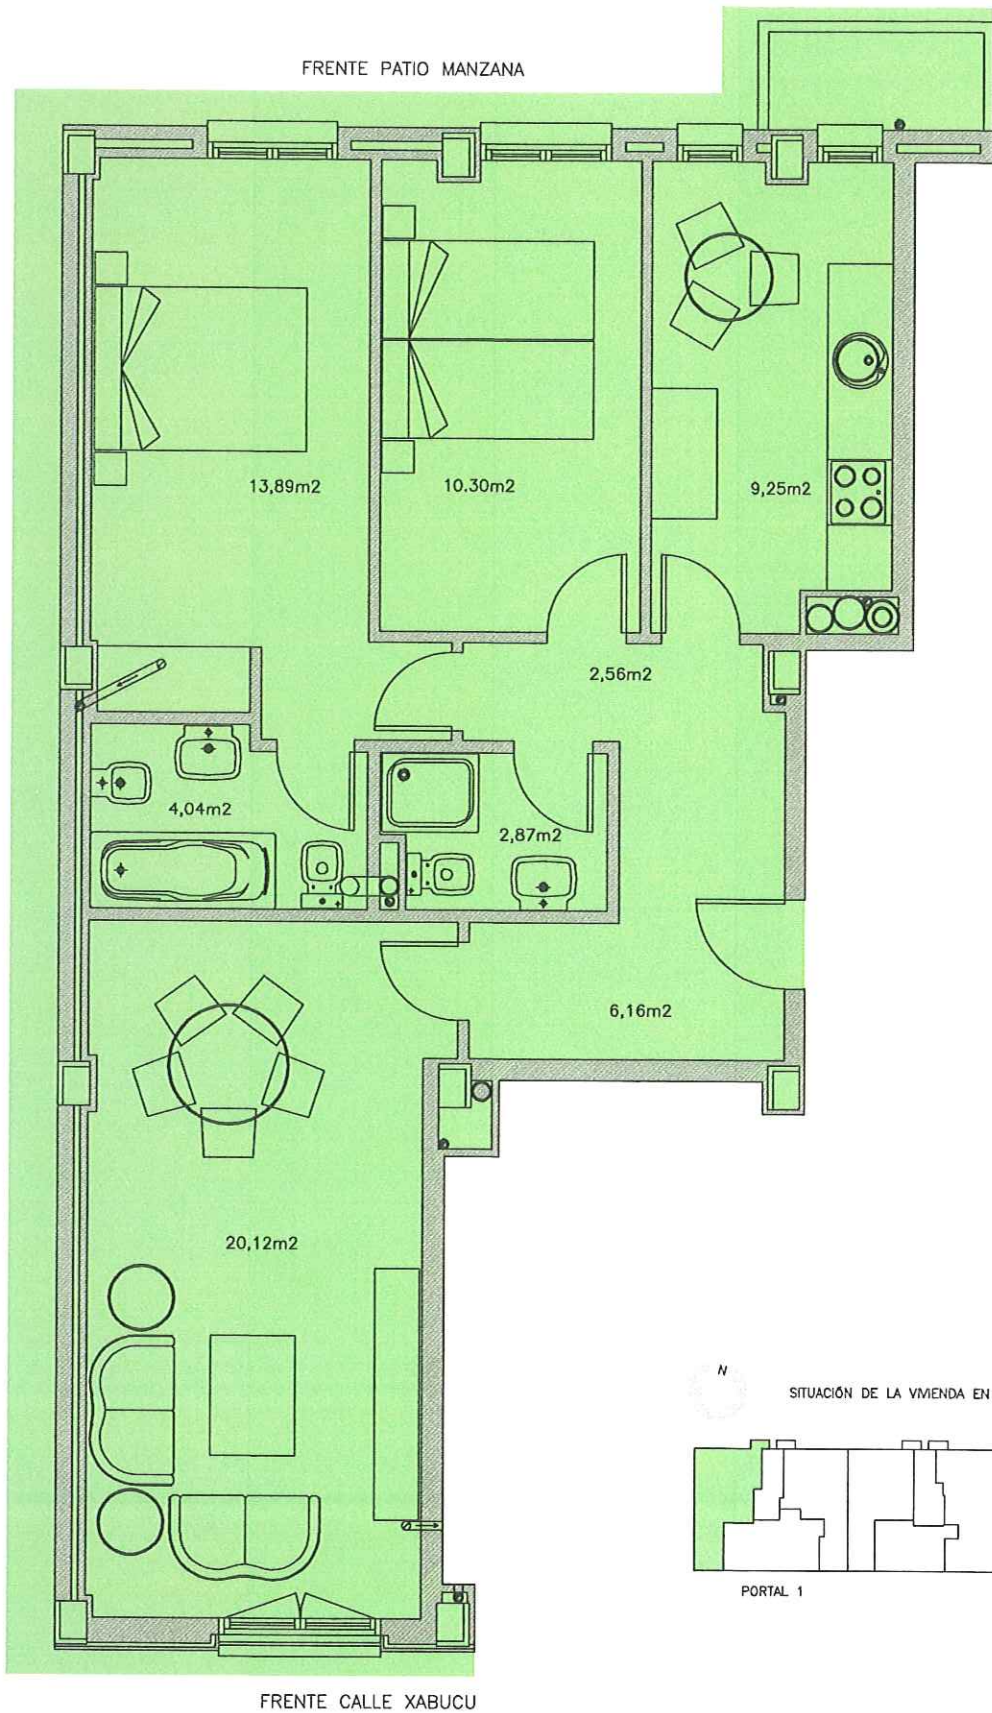 FRENTE PATIO MANZANA
13,89m2
10.30m2
9,25m2
2,56m2
4,04m2
2,87m2
6,16m2
20,12m2
N
SITUACIÓN DE LA VIVIENDA EN
PORTAL 1
FRENTE CALLE XABUCU